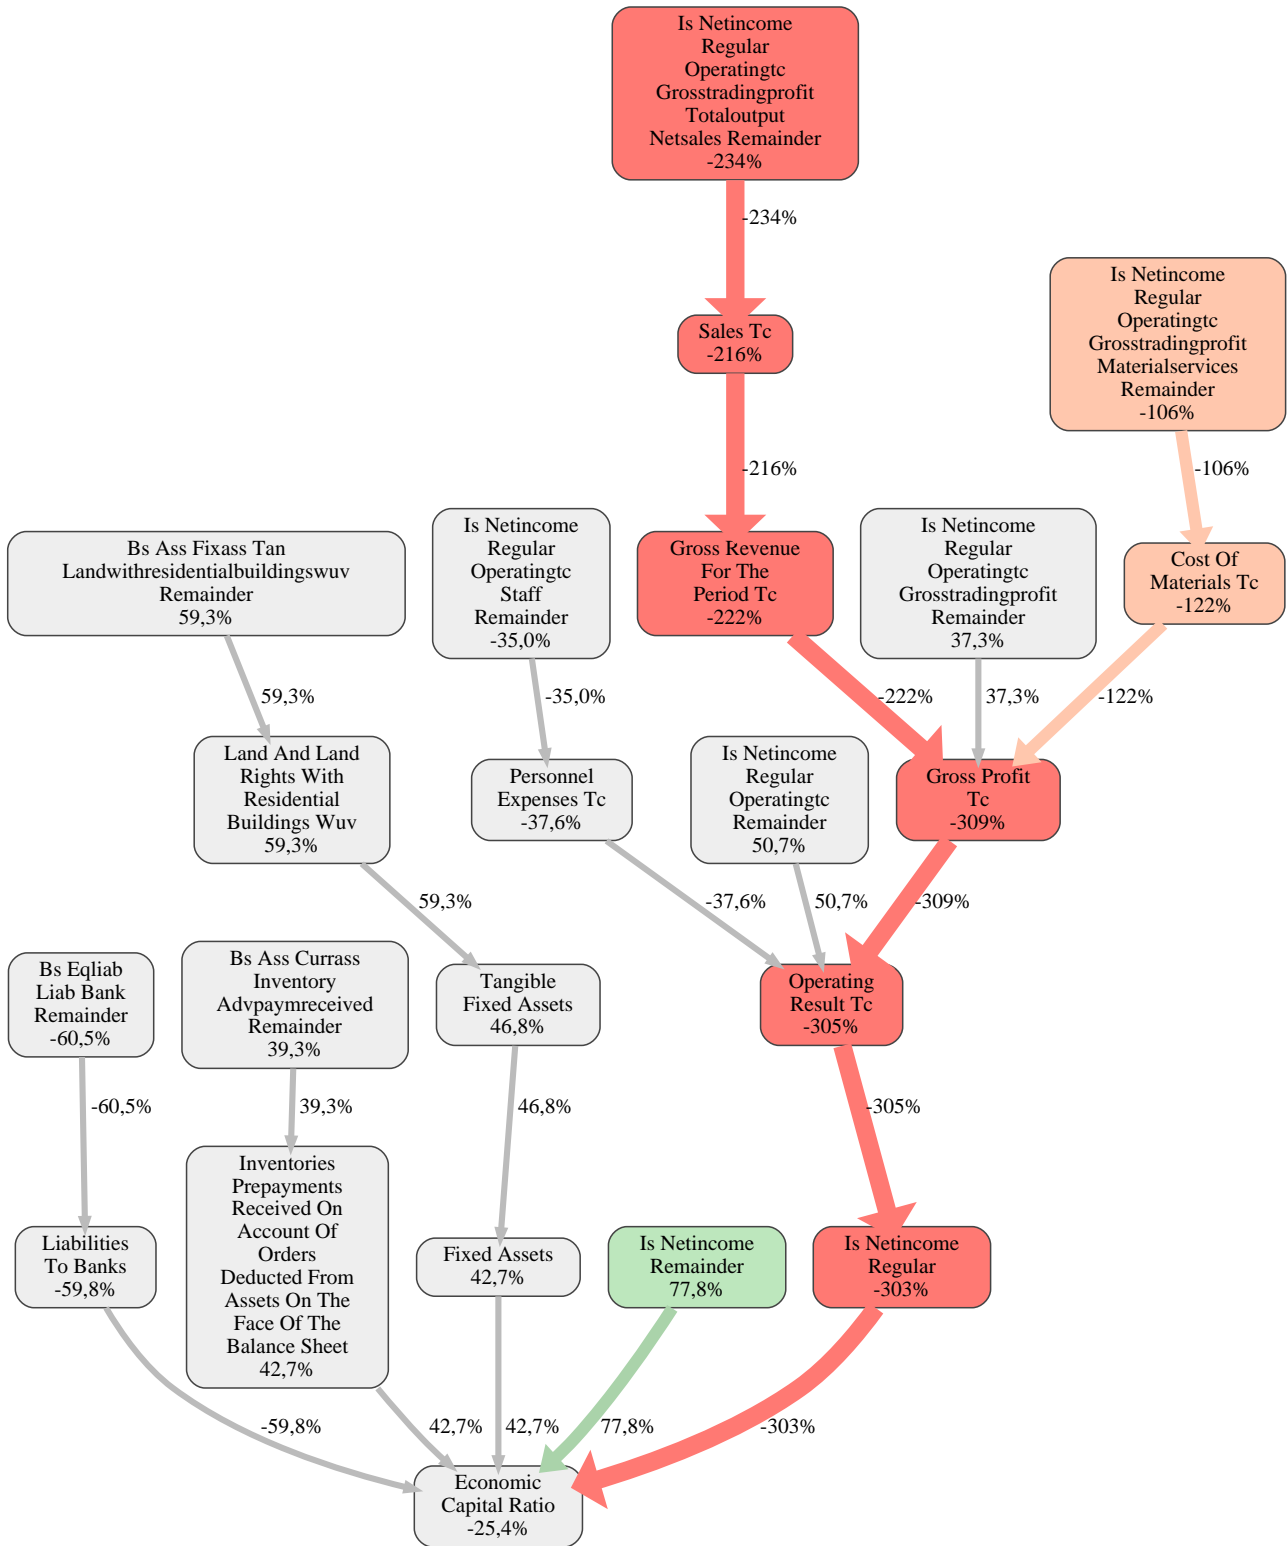 Is Netincome
Regular
Operatingtc
Grosstradingprofit
Totaloutput
Netsales Remainder
-234%
-234%
Is Netincome
Regular
Operatingtc
Grosstradingprofit
Materialservices
Remainder
-106%
Sales Tc
-216%
-216%
-106%
Bs Ass Fixass Tan
Landwithresidentialbuildingswuv
Remainder
59,3%
Is Netincome
Regular
Operatingtc
Staff
Remainder
-35,0%
Gross Revenue
For The
Period Tc
-222%
Is Netincome
Regular
Operatingtc
Grosstradingprofit
Remainder
37,3%
Cost Of
Materials Tc
-122%
59,3%
-35,0%
-222%
37,3%
-122%
Land And Land
Rights With
Residential
Buildings Wuv
59,3%
Personnel
Expenses Tc
-37,6%
Is Netincome
Regular
Operatingtc
Remainder
50,7%
Gross Profit
Tc
-309%
59,3%
-37,6%
50,7%
-309%
Bs Eqliab
Liab Bank
Remainder
-60,5%
Bs Ass Currass
Inventory
Advpaymreceived
Remainder
39,3%
Tangible
Fixed Assets
46,8%
Operating
Result Tc
-305%
-60,5%
39,3%
46,8%
-305%
Liabilities
To Banks
-59,8%
Inventories
Prepayments
Received On
Account Of
Orders
Deducted From
Assets On The
Face Of The
Balance Sheet
42,7%
Fixed Assets
42,7%
Is Netincome
Remainder
77,8%
Is Netincome
Regular
-303%
-59,8%
42,7%
42,7%
77,8%
-303%
Economic
Capital Ratio
-25,4%